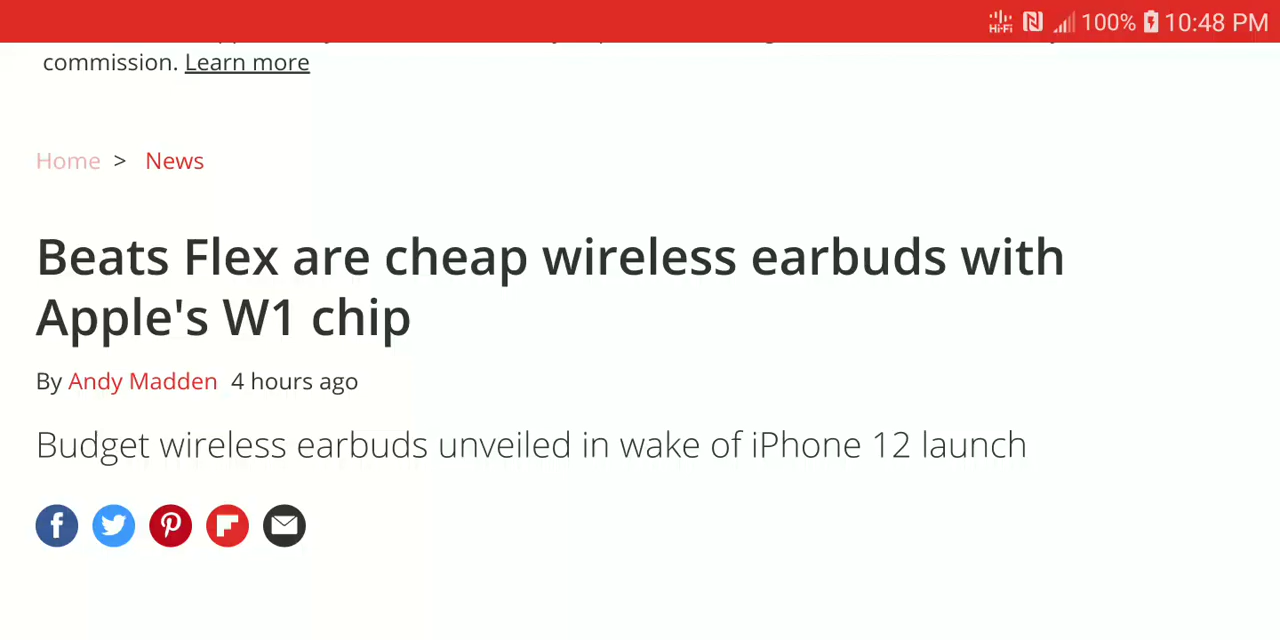 100% 10:48 PM
commission. Learn more
Home > News
Beats Flex are cheap wireless earbuds with
Apple's W1 chip
By Andy Madden 4 hours ago
Budget wireless earbuds unveiled in wake of iPhone 12 launch